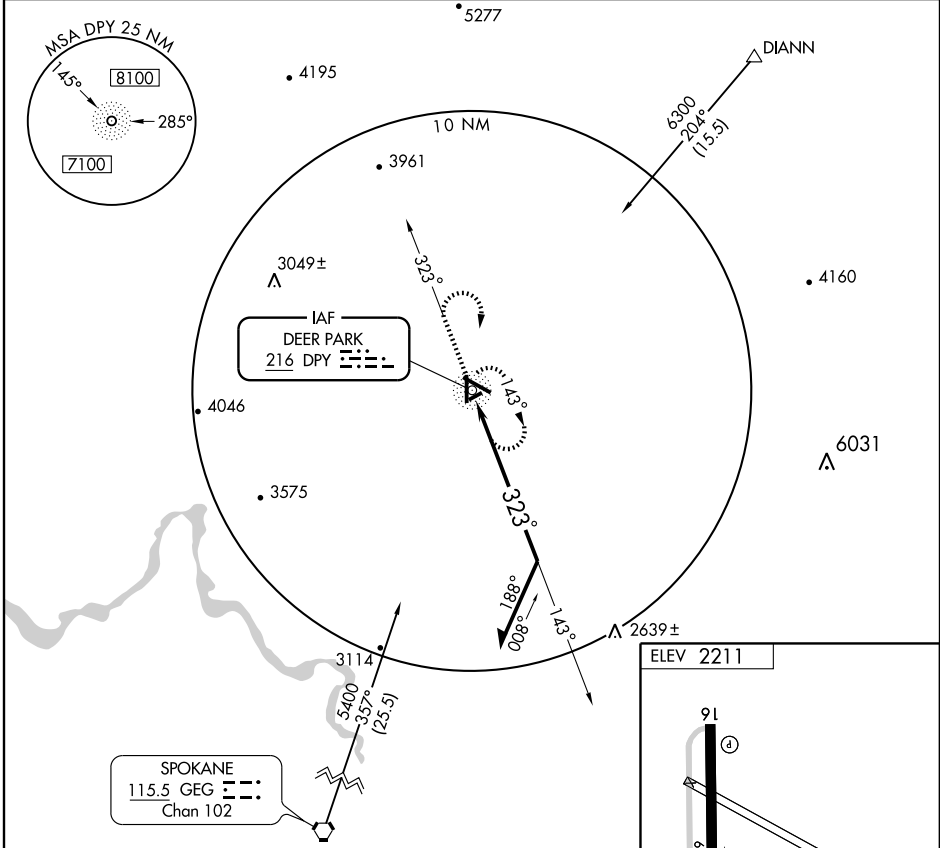 5277
MSA DPY 25 NM
145°
8100
285°
7100
4195
DIANN
6300
204°
(15.5)
10 NM
3961
323°
3049±
4160
IAF
DEER PARK
216 DPY
143°
4046
6031
3575
323°
188°
008°
143°
2639±
3114
5400
357°
(25.5)
ELEV 2211
16
P
SPOKANE
115.5 GEG
Chan 102